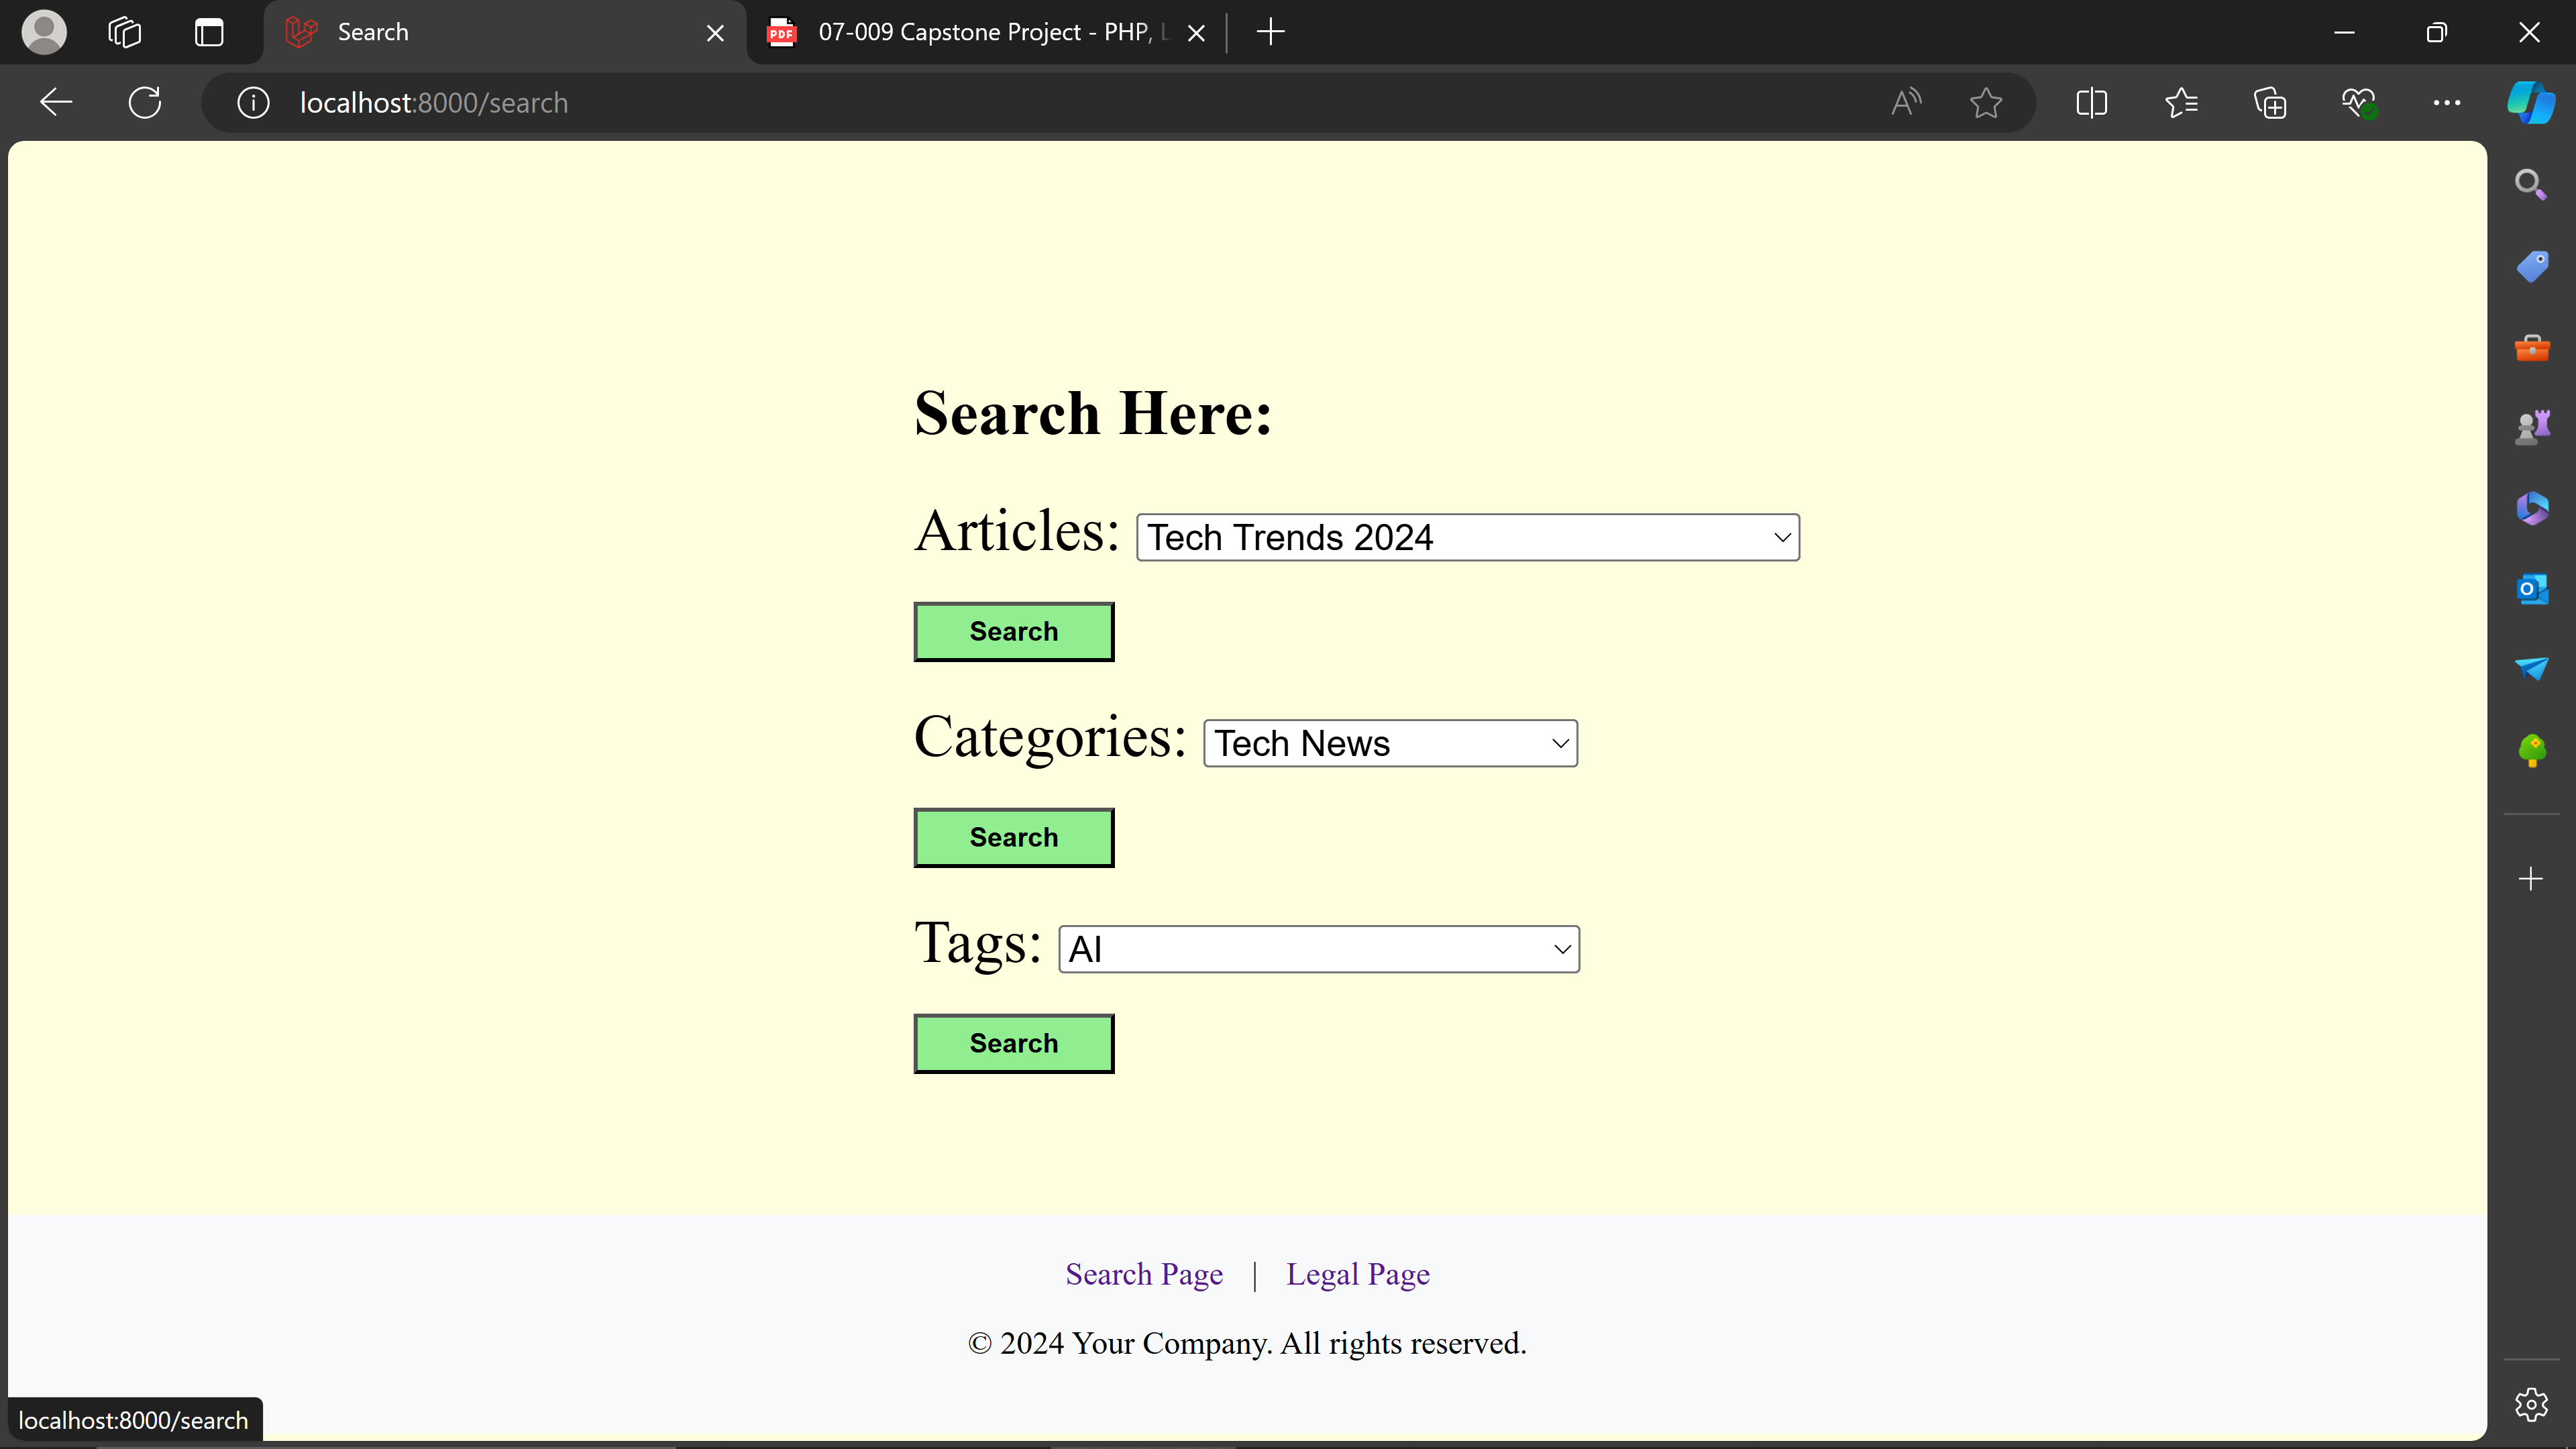 Search
07-009 Capstone Project - PHP, L
localhost:8000/search
Search Here:
Articles: Tech Trends 2024
Search
Categories: Tech News
Search
Tags: AI
Search
Search Page | Legal Page
© 2024 Your Company. All rights reserved.
localhost:8000/search